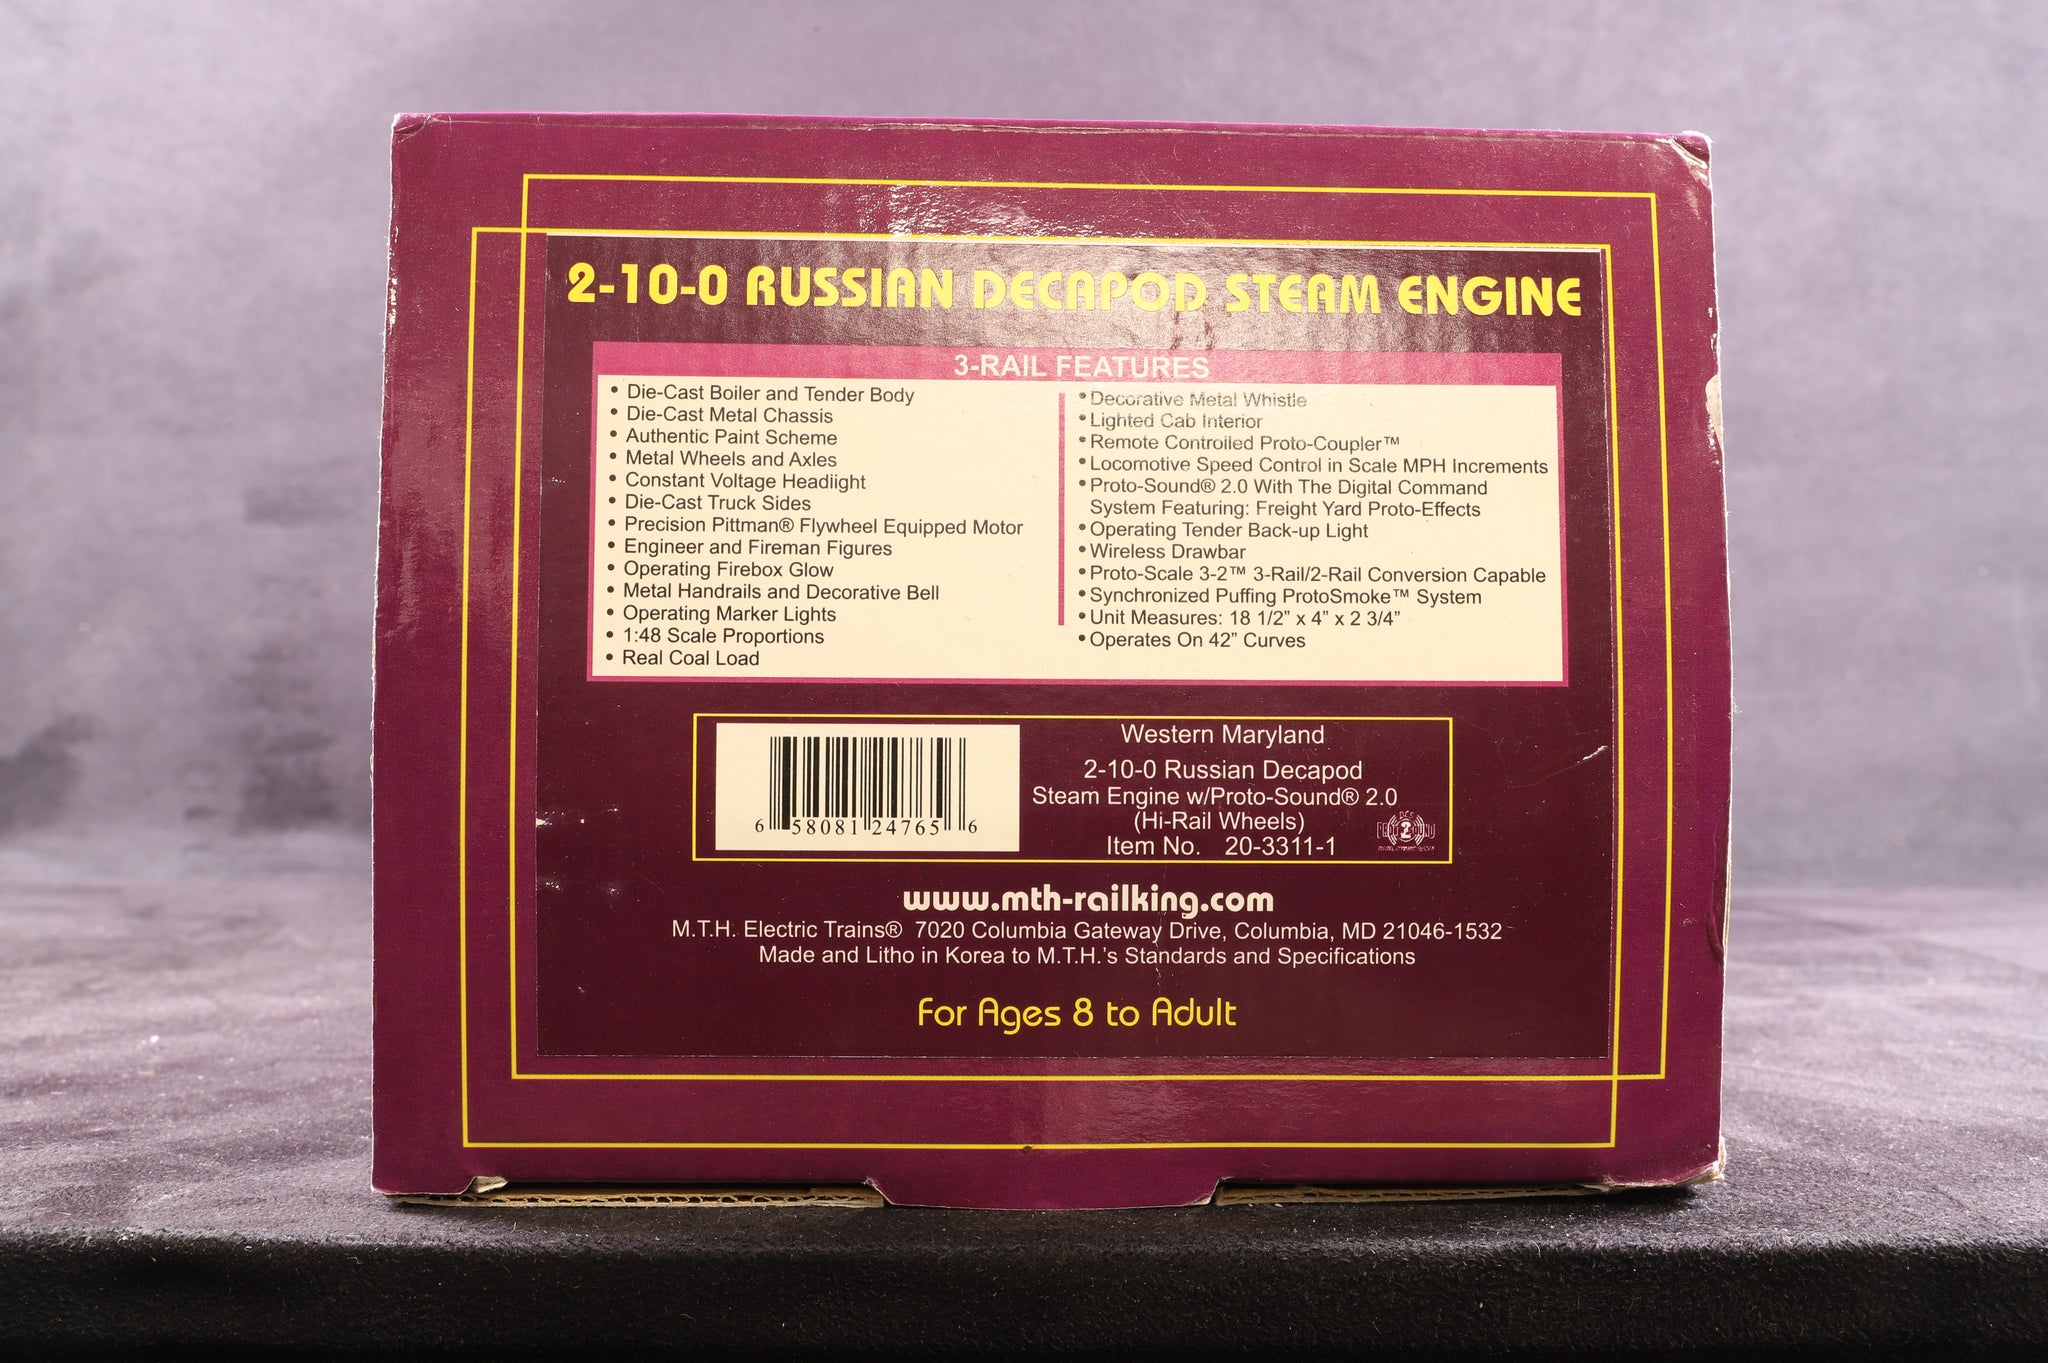 2-10-0 RUSSIAN DECAPOD STEAM ENGINE
3-RAIL FEATURES
• Die-Cast Boiler and Tender Body
• Die-Cast Metal Chassis
• Authentic Paint Scheme
• Metal Wheels and Axles
• Constant Voltage Headlight
• Die-Cast Truck Sides
• Precision Pittman® Flywheel Equipped Motor
• Engineer and Fireman Figures
• Operating Firebox Glow
• Metal Handrails and Decorative Bell
• Operating Marker Lights
• 1:48 Scale Proportions
• Real Coal Load
• Decorative Metal Whistle
• Lighted Cab Interior
• Remote Controlled Proto-Coupler™
• Locomotive Speed Control in Scale MPH Increments
• Proto-Sound® 2.0 With The Digital Command
System Featuring: Freight Yard Proto-Effects
• Operating Tender Back-up Light
• Wireless Drawbar
• Proto-Scale 3-2™ 3-Rail/2-Rail Conversion Capable
• Synchronized Puffing ProtoSmoke™ System
• Unit Measures: 18 1/2” x 4” x 2 3/4”
• Operates On 42” Curves
6 58081 24765 6
Western Maryland
2-10-0 Russian Decapod
Steam Engine w/Proto-Sound® 2.0
(Hi-Rail Wheels)
Item No. 20-3311-1
www.mth-railking.com
M.T.H. Electric Trains® 7020 Columbia Gateway Drive, Columbia, MD 21046-1532
Made and Litho in Korea to M.T.H.'s Standards and Specifications
For Ages 8 to Adult